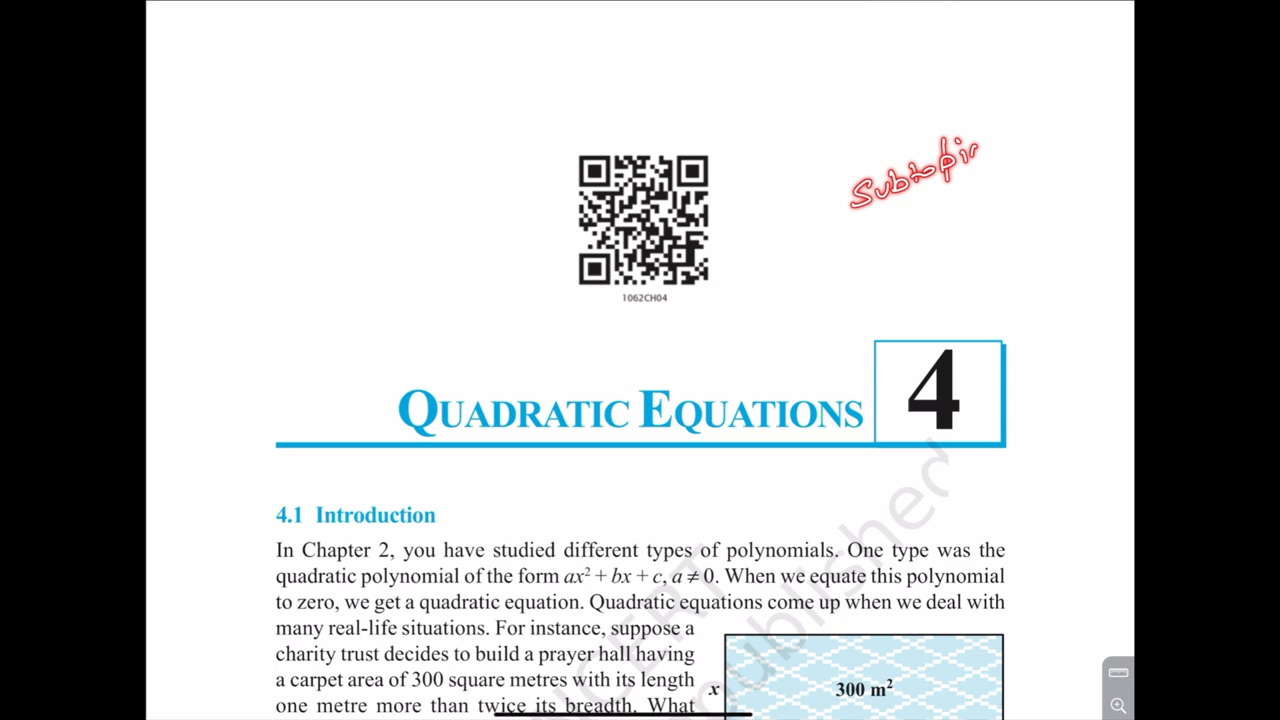 Subtopic
1062CH04
QUADRATIC EQUATIONS
4
4.1 Introduction
In Chapter 2, you have studied different types of polynomials. One type was the
quadratic polynomial of the form ax² + bx + c, a ≠ 0. When we equate this polynomial
to zero, we get a quadratic equation. Quadratic equations come up when we deal with
many real-life situations. For instance, suppose a
charity trust decides to build a prayer hall having
a carpet area of 300 square metres with its length
one metre more than twice its breadth. What
x
300 m²
NCERT
published